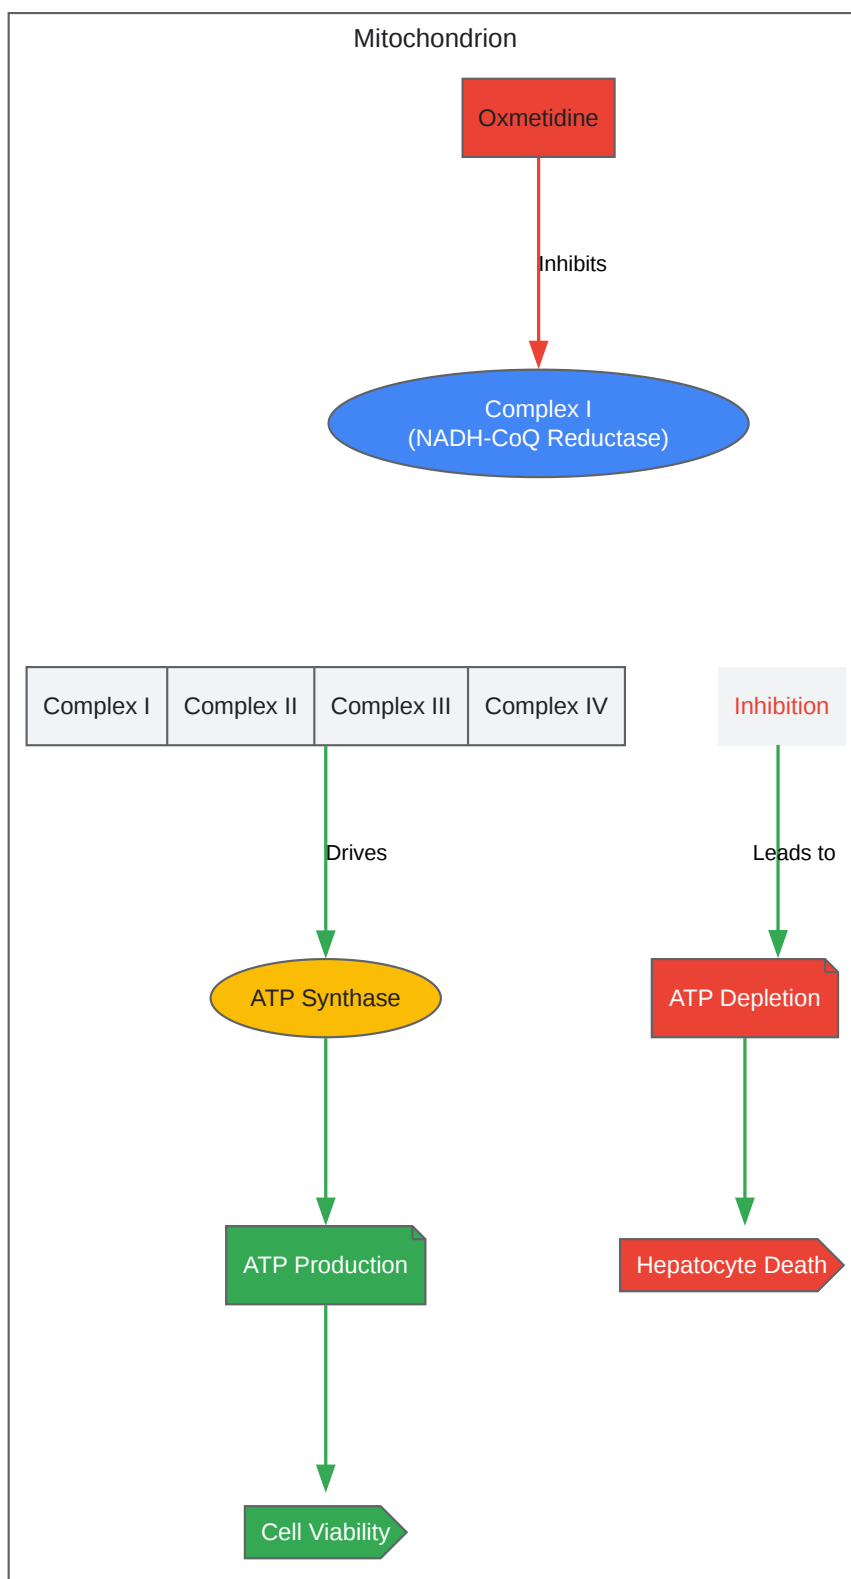 Mitochondrion
Oxmetidine
Inhibits
Complex I
(NADH-CoQ Reductase)
Complex I
Complex II
Complex III
Complex IV
Inhibition
Drives
Leads to
ATP Synthase
ATP Depletion
ATP Production
Hepatocyte Death
Cell Viability